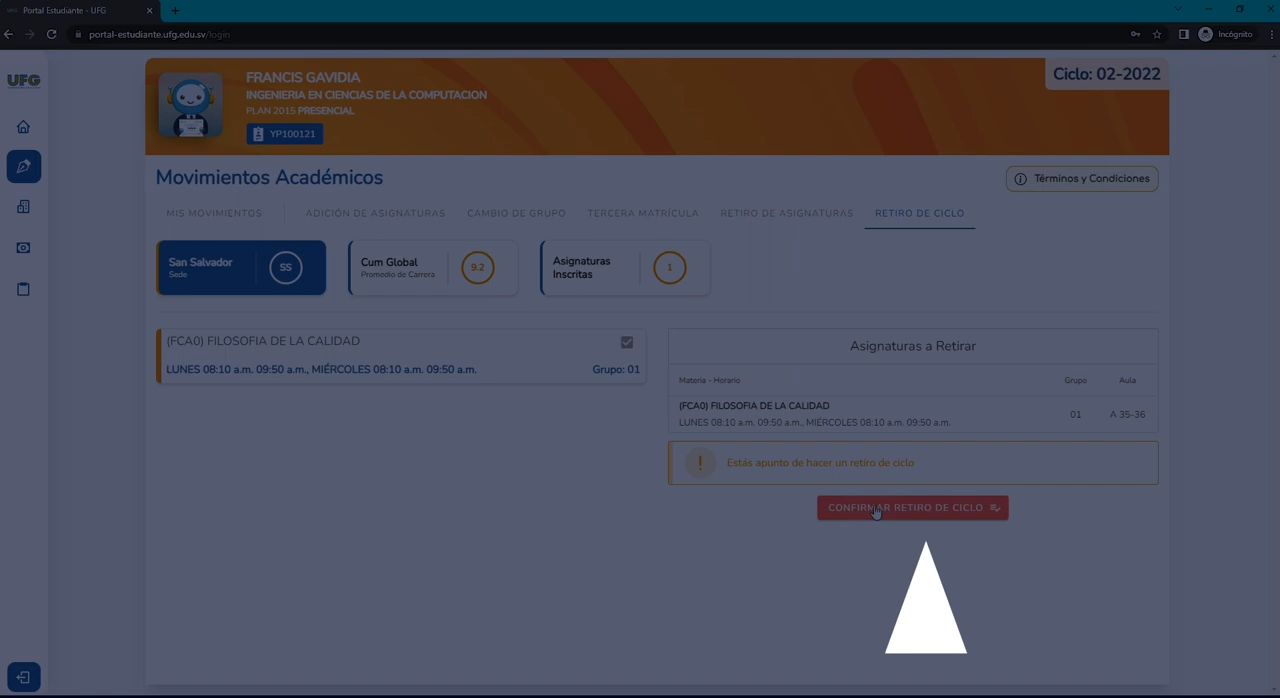 Portal Estudiante - UFG
portal-estudiante.ufg.edu.sv/login
Incógnito
UFG
FRANCIS GAVIDIA
INGENIERIA EN CIENCIAS DE LA COMPUTACION
PLAN 2015 PRESENCIAL
YP100121
Ciclo: 02-2022
Movimientos Académicos
Términos y Condiciones
MIS MOVIMIENTOS ADICIÓN DE ASIGNATURAS CAMBIO DE GRUPO TERCERA MATRÍCULA RETIRO DE ASIGNATURAS RETIRO DE CICLO
San Salvador
Sede
SS
Cum Global
Promedio de Carrera
9.2
Asignaturas
Inscritas
1
(FCA0) FILOSOFIA DE LA CALIDAD
LUNES 08:10 a.m. 09:50 a.m., MIÉRCOLES 08:10 a.m. 09:50 a.m. Grupo: 01
Asignaturas a Retirar
Materia - Horario Grupo Aula
(FCA0) FILOSOFIA DE LA CALIDAD
LUNES 08:10 a.m. 09:50 a.m., MIÉRCOLES 08:10 a.m. 09:50 a.m. 01 A 35-36
Estás apunto de hacer un retiro de ciclo
CONFIRMAR RETIRO DE CICLO